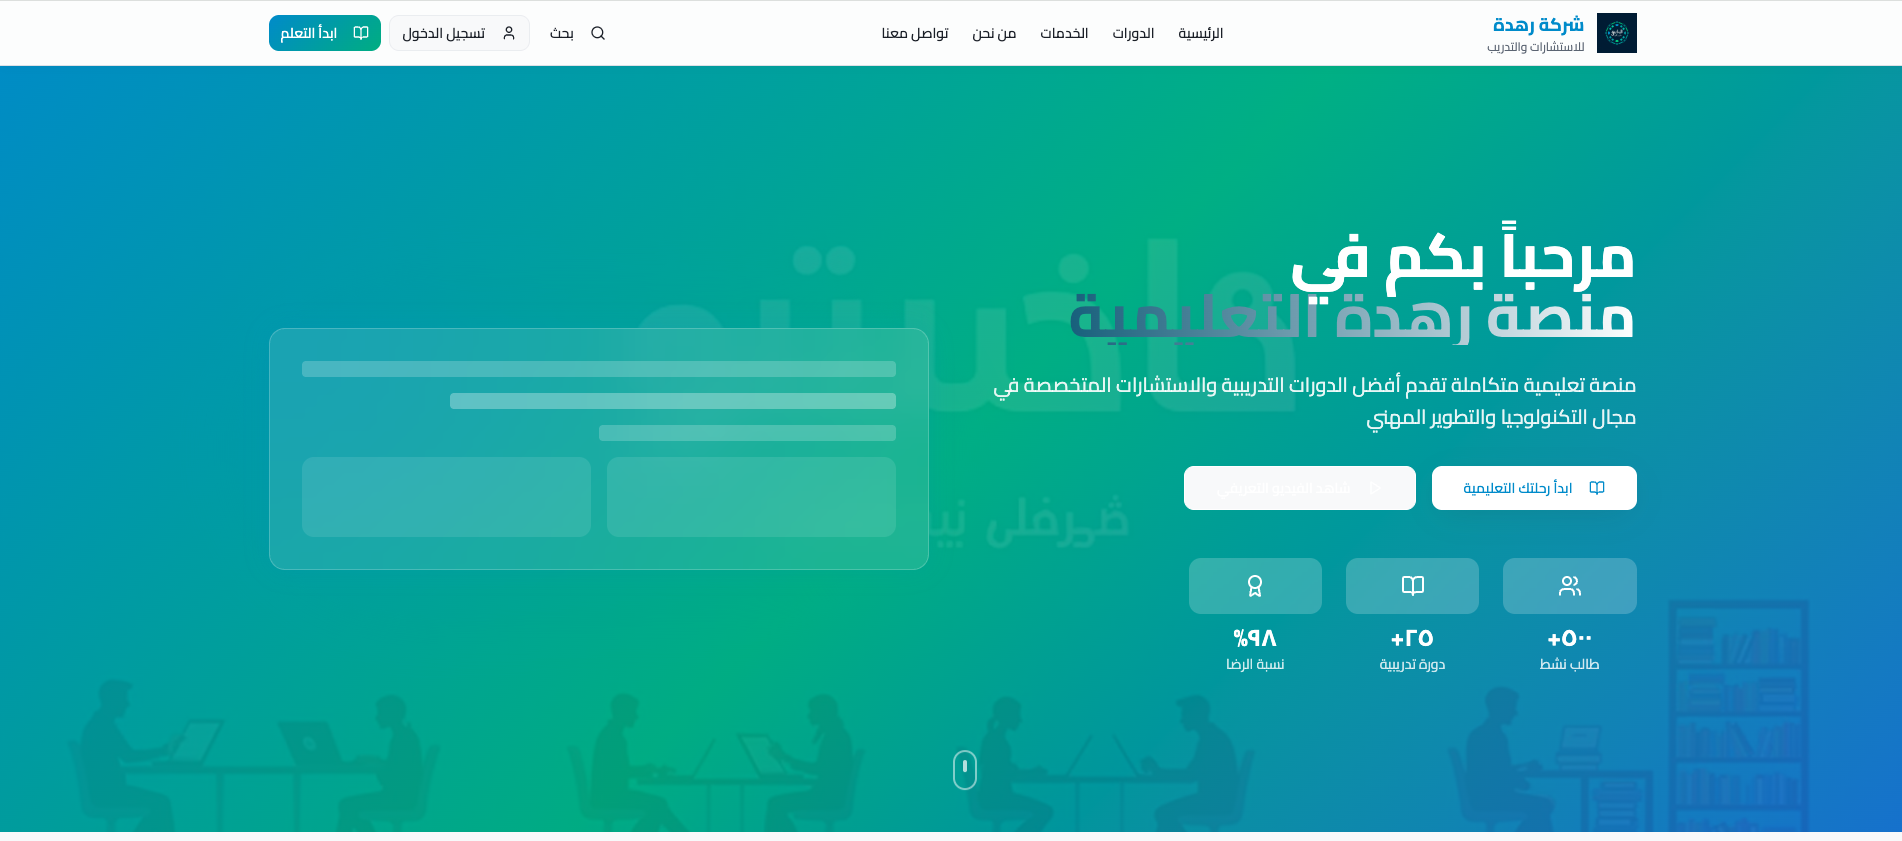 شركة رهدة
للاستشارات والتدريب
الرئيسية
الدورات
الخدمات
من نحن
تواصل معنا
بحث
تسجيل الدخول
ابدأ التعلم
مرحباً بكم في
منصة رهدة التعليمية
منصة تعليمية متكاملة تقدم أفضل الدورات التدريبية والاستشارات المتخصصة في
مجال التكنولوجيا والتطوير المهني
ابدأ رحلتك التعليمية
شاهد الفيديو التعريفي
+٥٠٠
طالب نشط
+٢٥
دورة تدريبية
%٩٨
نسبة الرضا